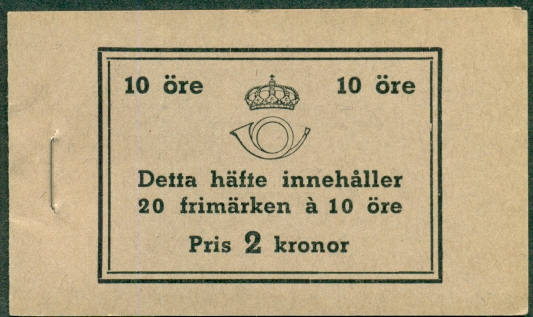 10 öre 10 öre
Detta häfte innehåller
20 frimärken à 10 öre
Pris 2 kronor